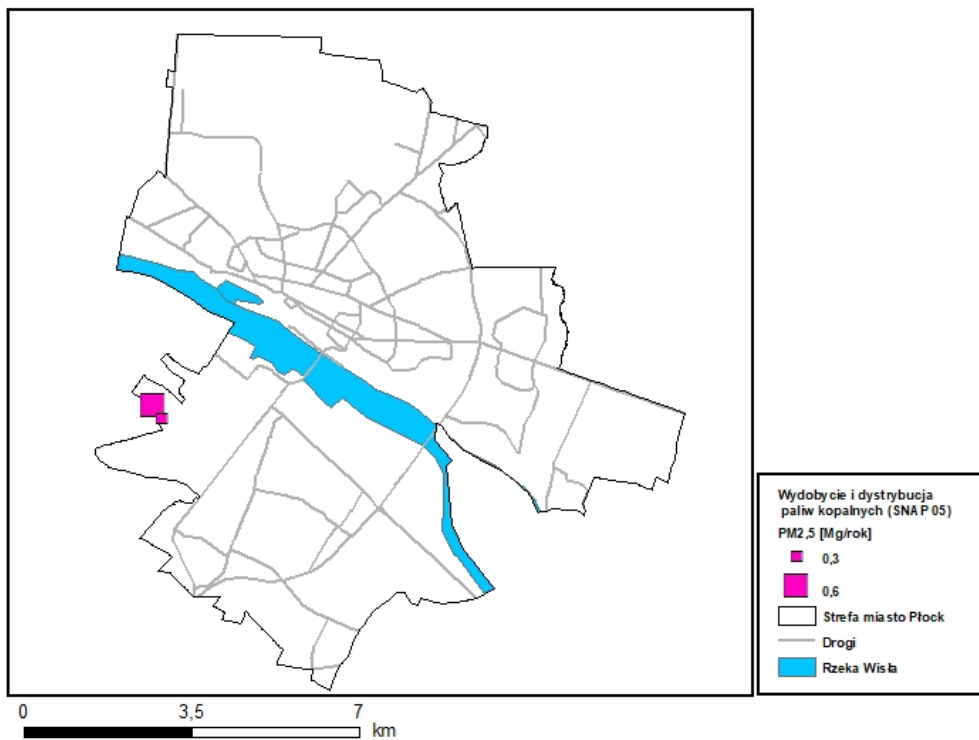 Wydobycie i dystrybucja
paliw kopalnych (SNAP 05)
PM2,5 [Mg/rok]
0,3
0,6
Strefa miasto Płock
Drogi
Rzeka Wisła
0 3,5 7
km